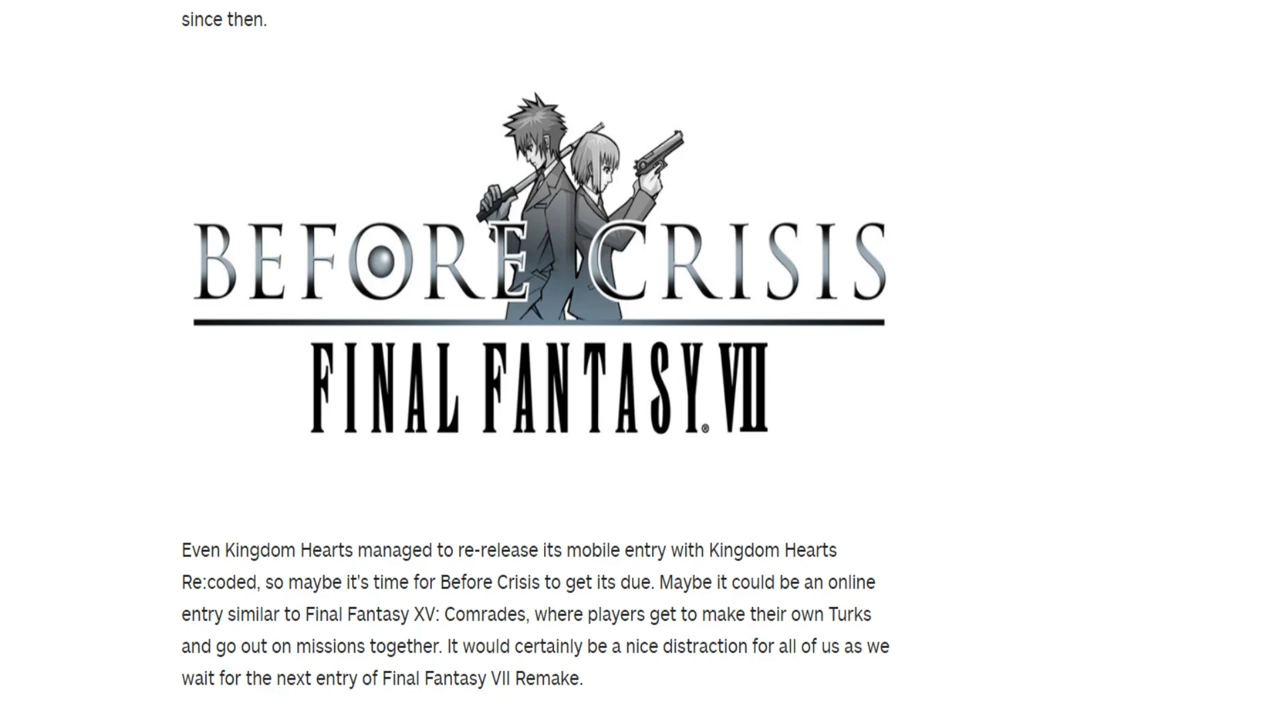 since then.
BEFORE CRISIS
FINAL FANTASY® VII
Even Kingdom Hearts managed to re-release its mobile entry with Kingdom Hearts
Re:coded, so maybe it's time for Before Crisis to get its due. Maybe it could be an online
entry similar to Final Fantasy XV: Comrades, where players get to make their own Turks
and go out on missions together. It would certainly be a nice distraction for all of us as we
wait for the next entry of Final Fantasy VII Remake.